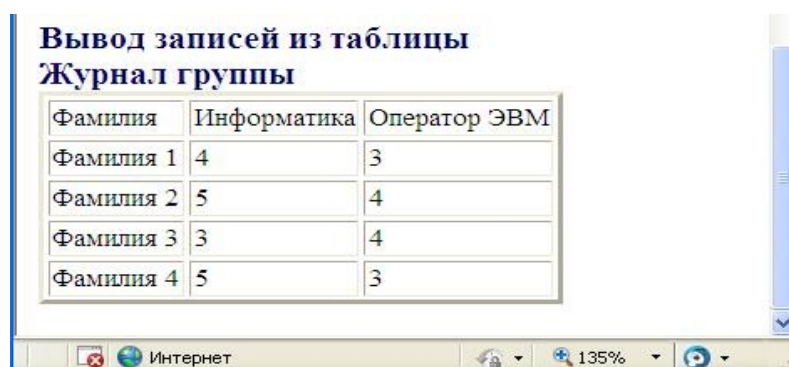 Вывод записей из таблицы
Журнал группы
Фамилия Информатика Оператор ЭВМ
Фамилия 1 4 3
Фамилия 2 5 4
Фамилия 3 3 4
Фамилия 4 5 3
Интернет 135%